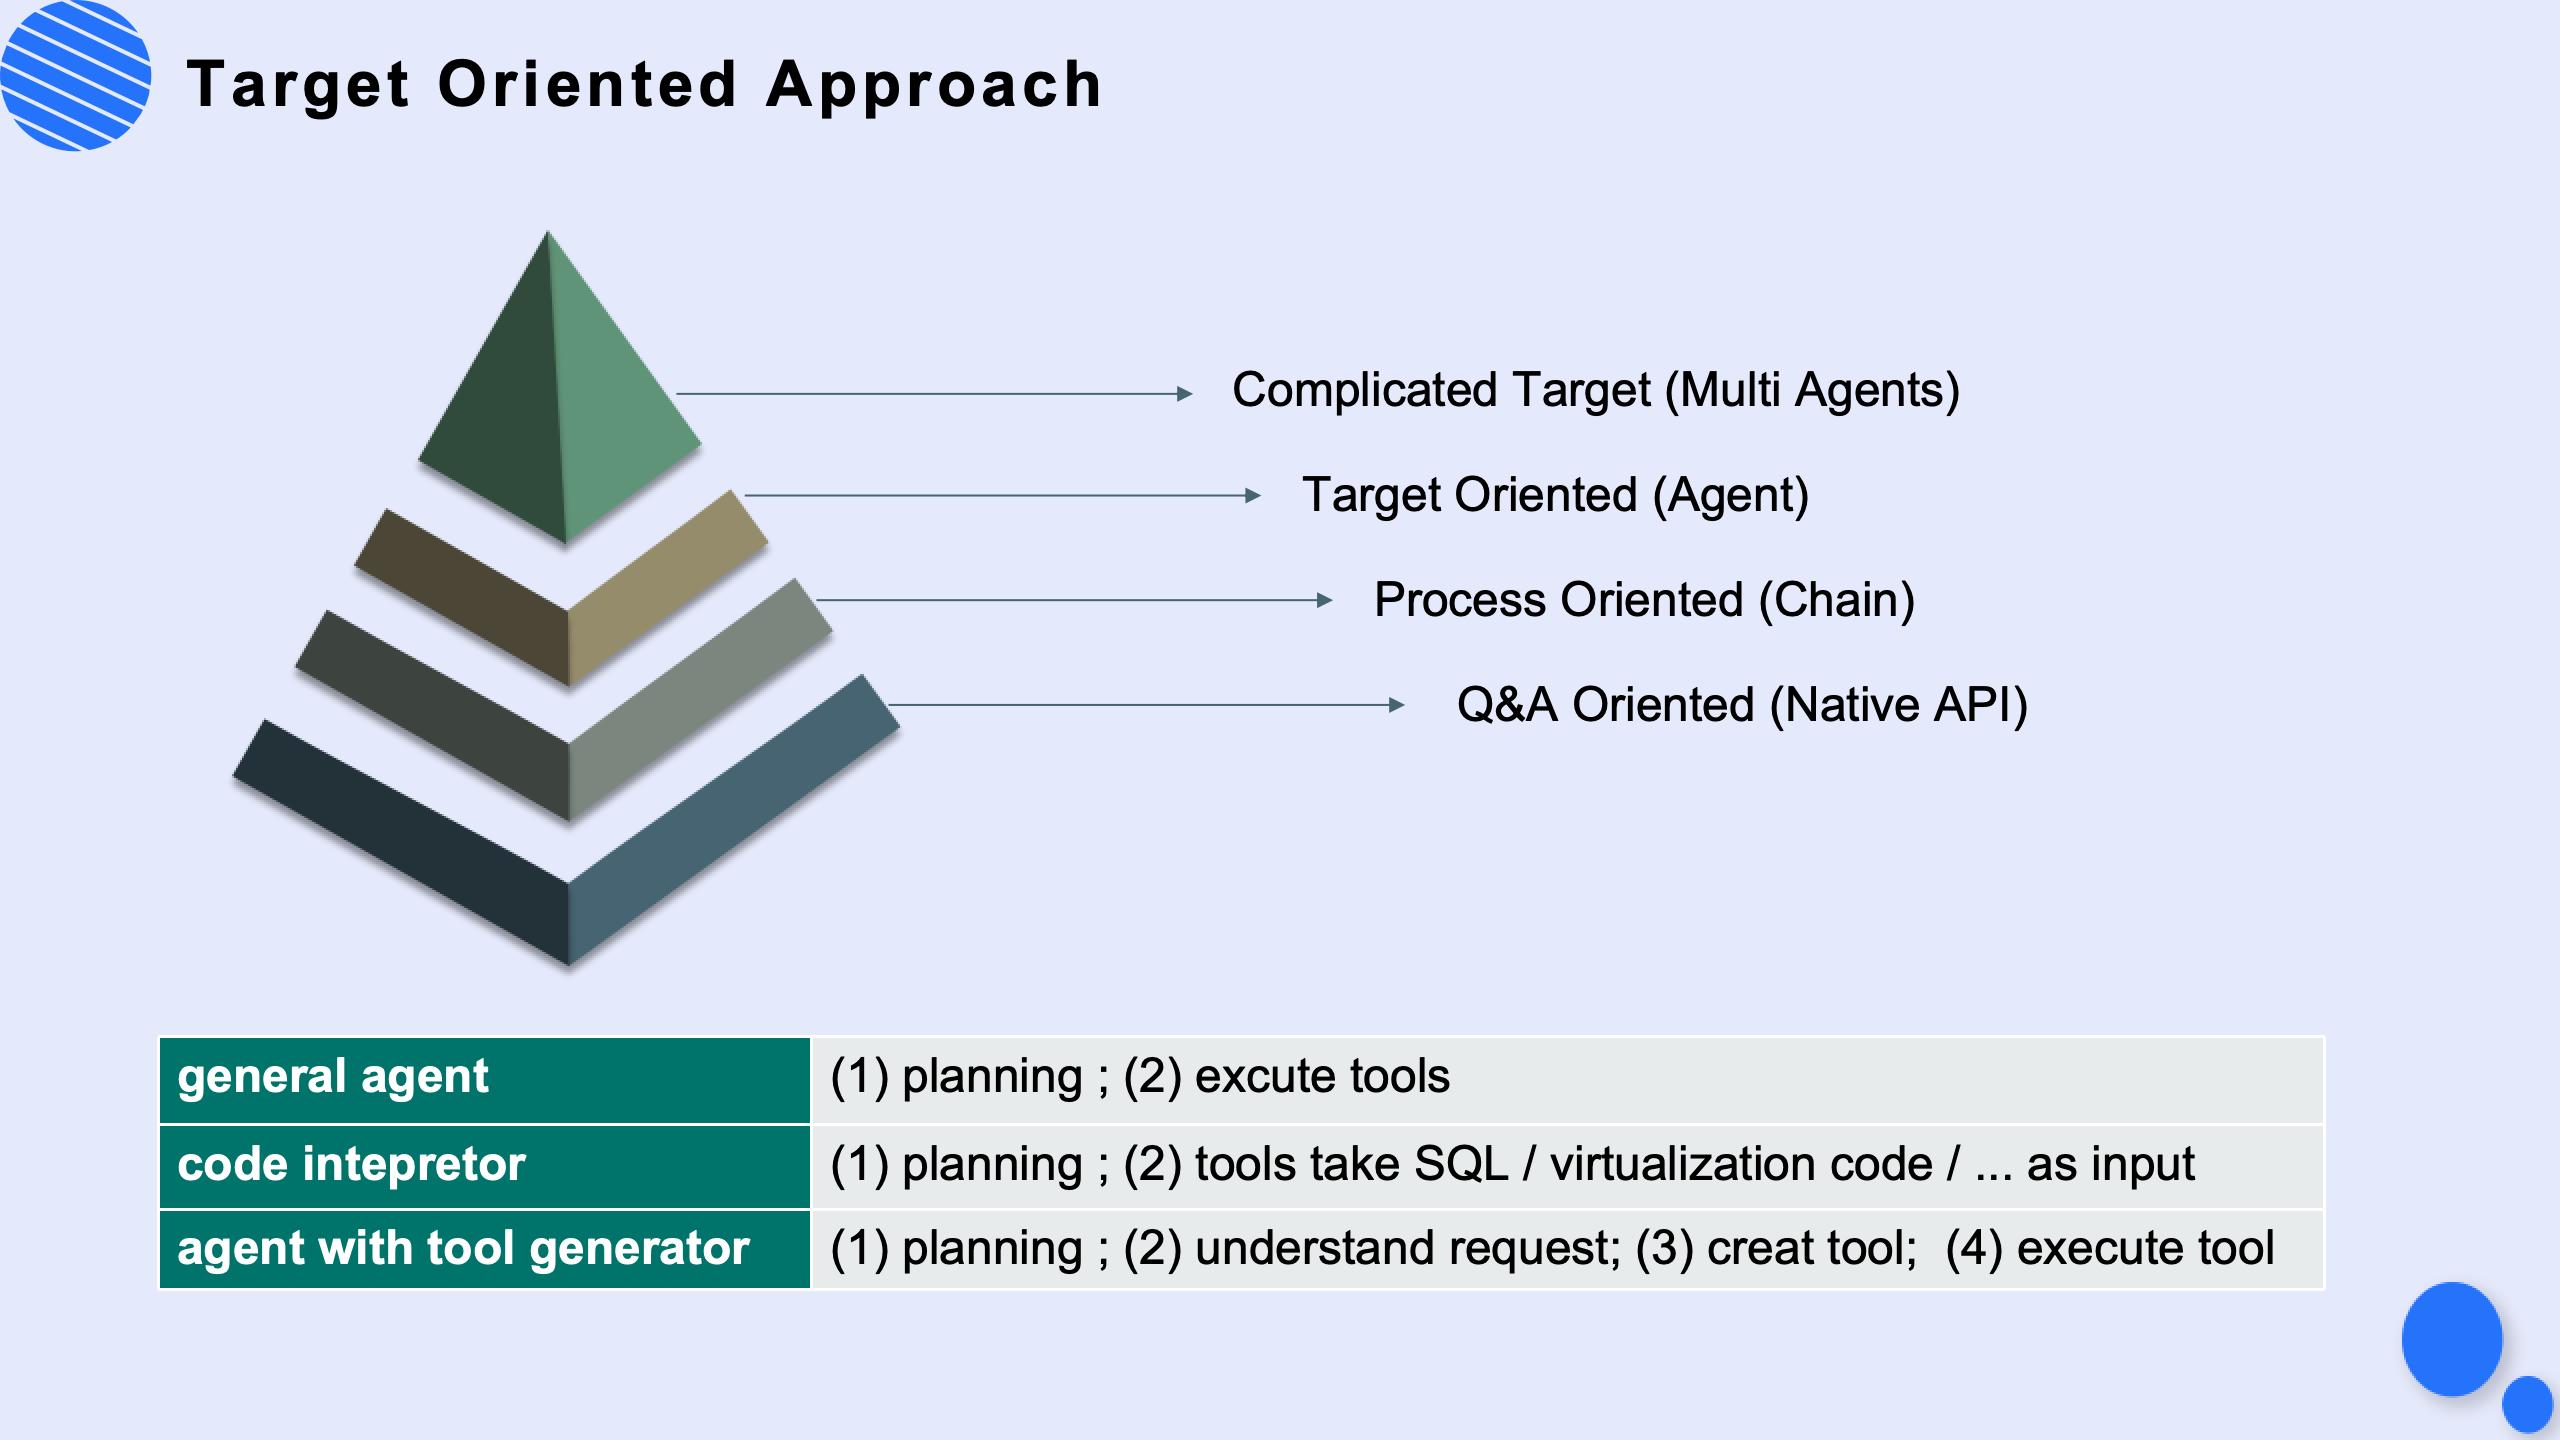 Target Oriented Approach
Complicated Target (Multi Agents)
Target Oriented (Agent)
Process Oriented (Chain)
Q&A Oriented (Native API)
general agent
(1) planning ; (2) excute tools
code intepretor
(1) planning ; (2) tools take SQL / virtualization code / ... as input
agent with tool generator
(1) planning ; (2) understand request; (3) creat tool;  (4) execute tool